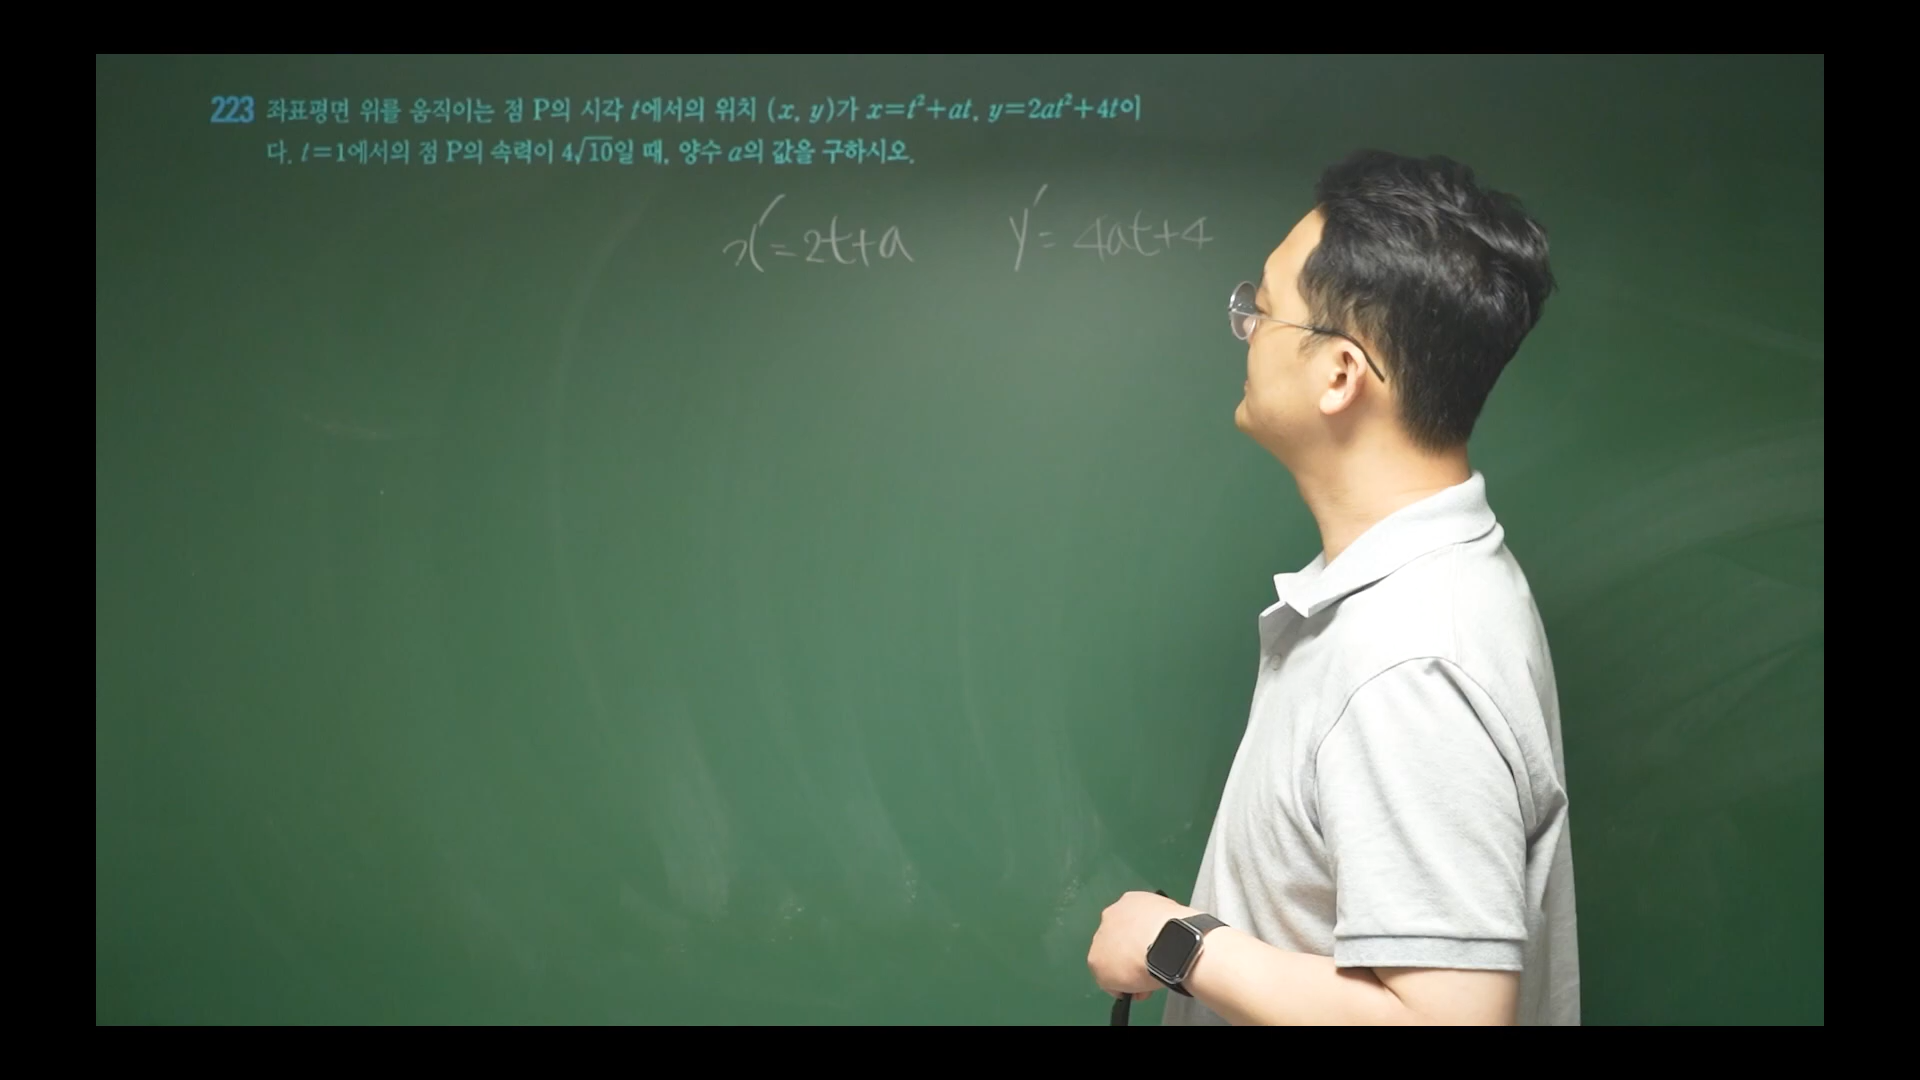 223 좌표평면 위를 움직이는 점 P의 시각 t에서의 위치 (x, y)가 x=t²+at, y=2at²+4t이
다. t=1에서의 점 P의 속력이 4√10일 때, 양수 a의 값을 구하시오.
x′=2t+a y′=4at+4